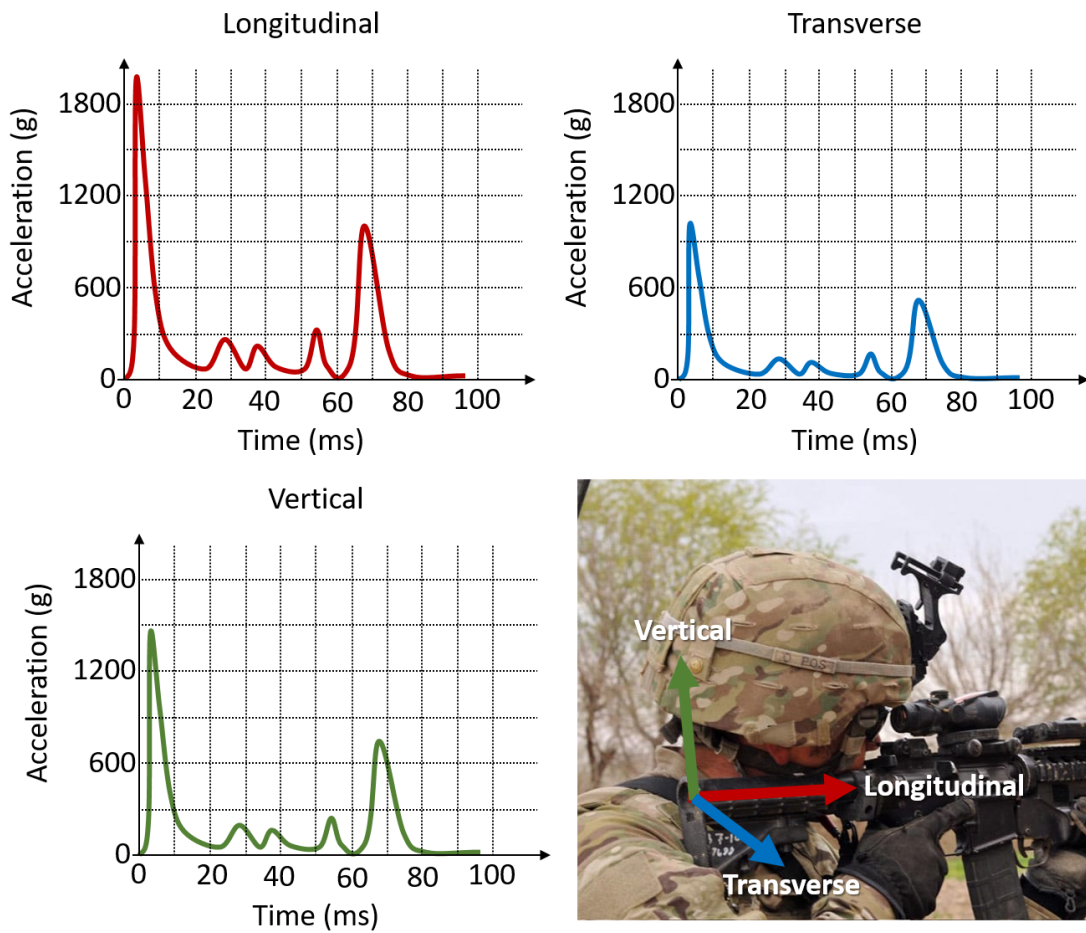 Longitudinal
Acceleration (g)
1800
1200
600
0
0 20 40 60 80 100
Time (ms)
Transverse
Acceleration (g)
1800
1200
600
0
0 20 40 60 80 100
Time (ms)
Vertical
Acceleration (g)
1800
1200
600
0
0 20 40 60 80 100
Time (ms)
Vertical
Longitudinal
Transverse